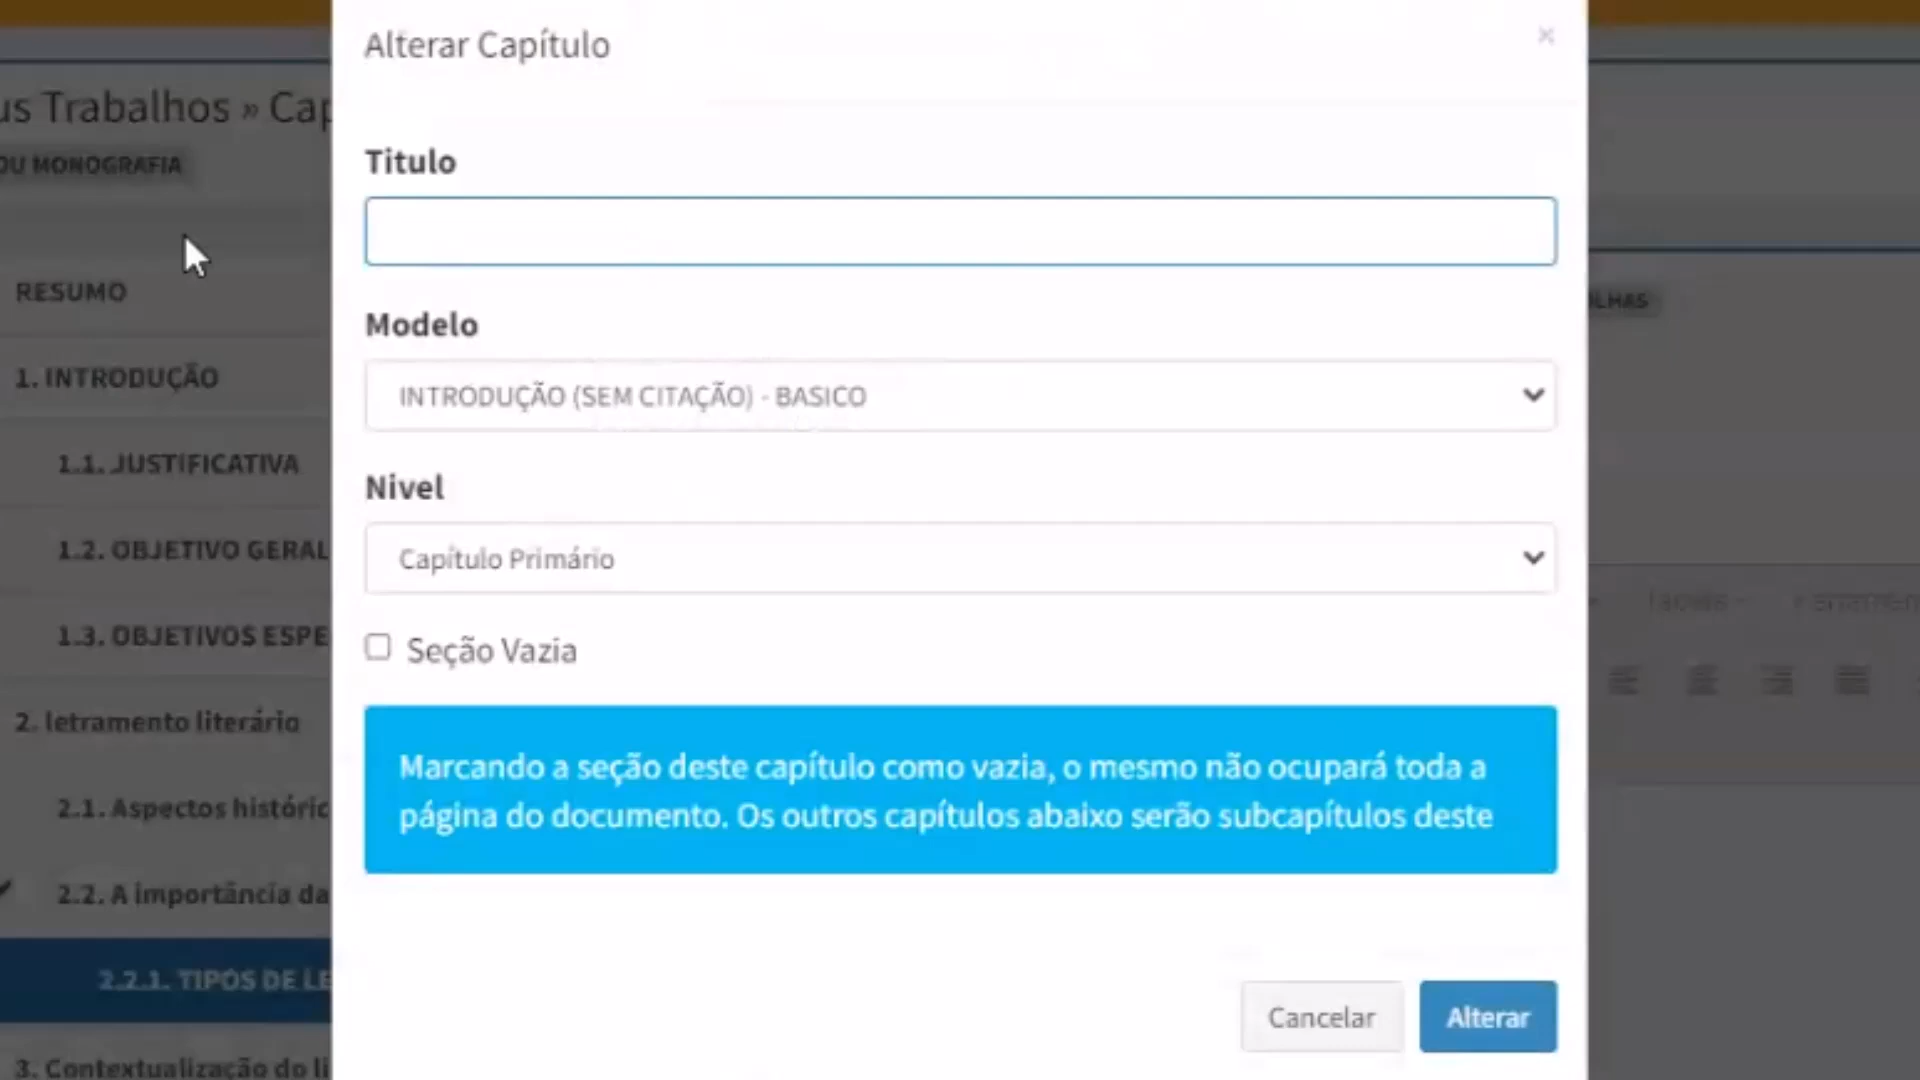 Alterar Capítulo
×
us Trabalhos » Cap
OU MONOGRAFIA
Titulo
RESUMO
LHAS
Modelo
1. INTRODUÇÃO
INTRODUÇÃO (SEM CITAÇÃO) - BASICO
1.1. JUSTIFICATIVA
Nivel
1.2. OBJETIVO GERAL
Capítulo Primário
Tabela
1.3. OBJETIVOS ESPE
Seção Vazia
2. letramento literário
Marcando a seção deste capítulo como vazia, o mesmo não ocupará toda a
página do documento. Os outros capítulos abaixo serão subcapítulos deste
2.1. Aspectos históric
2.2. A importância da
2.2.1. TIPOS DE LE
Cancelar
Alterar
3. Contextualização do li